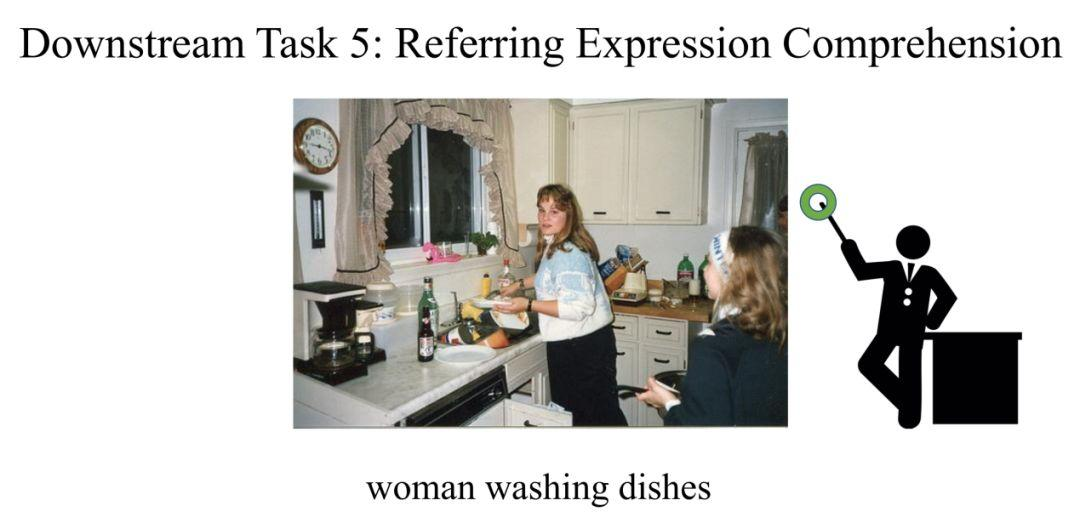 Downstream Task 5: Referring Expression Comprehension
woman washing dishes